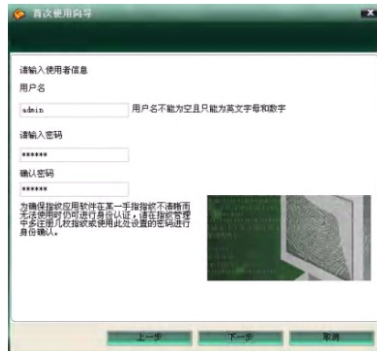 首次使用向导
请输入使用者信息
用户名
admin
用户名不能为空且只能为英文字母和数字
请输入密码
******
确认密码
******
为确保指纹应用软件在某一手指指纹不清晰而
无法使用时仍可进行身份认证，请在指纹管理
中多注册几枚指纹或使用此处设置的密码进行
身份确认。
上一步
下一步
取消